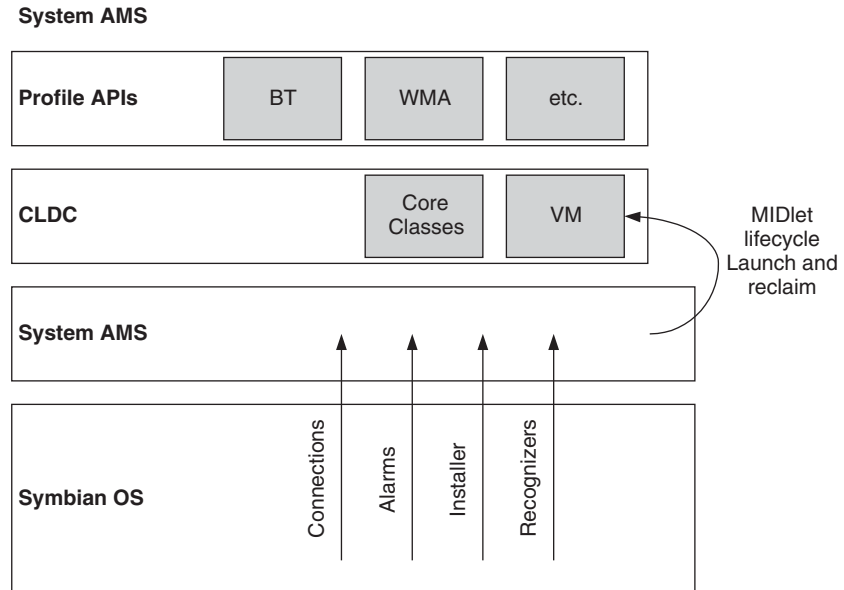 System AMS
Profile APIs
BT
WMA
etc.
CLDC
Core
Classes
VM
MIDlet
lifecycle
Launch and
reclaim
System AMS
Symbian OS
Connections
Alarms
Installer
Recognizers